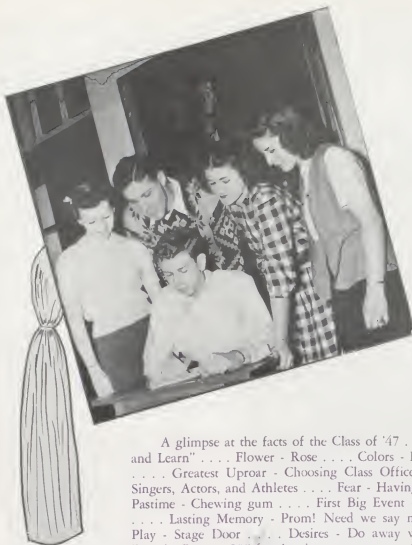 A glimpse at the facts of the Class of '47 .
and Learn" . . . . Flower - Rose . . . . Colors -
. . . . Greatest Uproar - Choosing Class Offic
Singers, Actors, and Athletes . . . . Fear - Having
Pastime - Chewing gum . . . . First Big Event
. . . . Lasting Memory - Prom! Need we say
Play - Stage Door . . . . . Desires - Do away